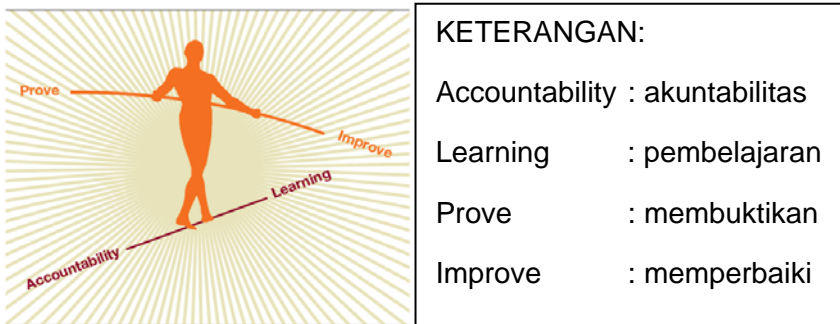 Prove
Improve
Learning
Accountability
KETERANGAN:
Accountability : akuntabilitas
Learning : pembelajaran
Prove : membuktikan
Improve : memperbaiki